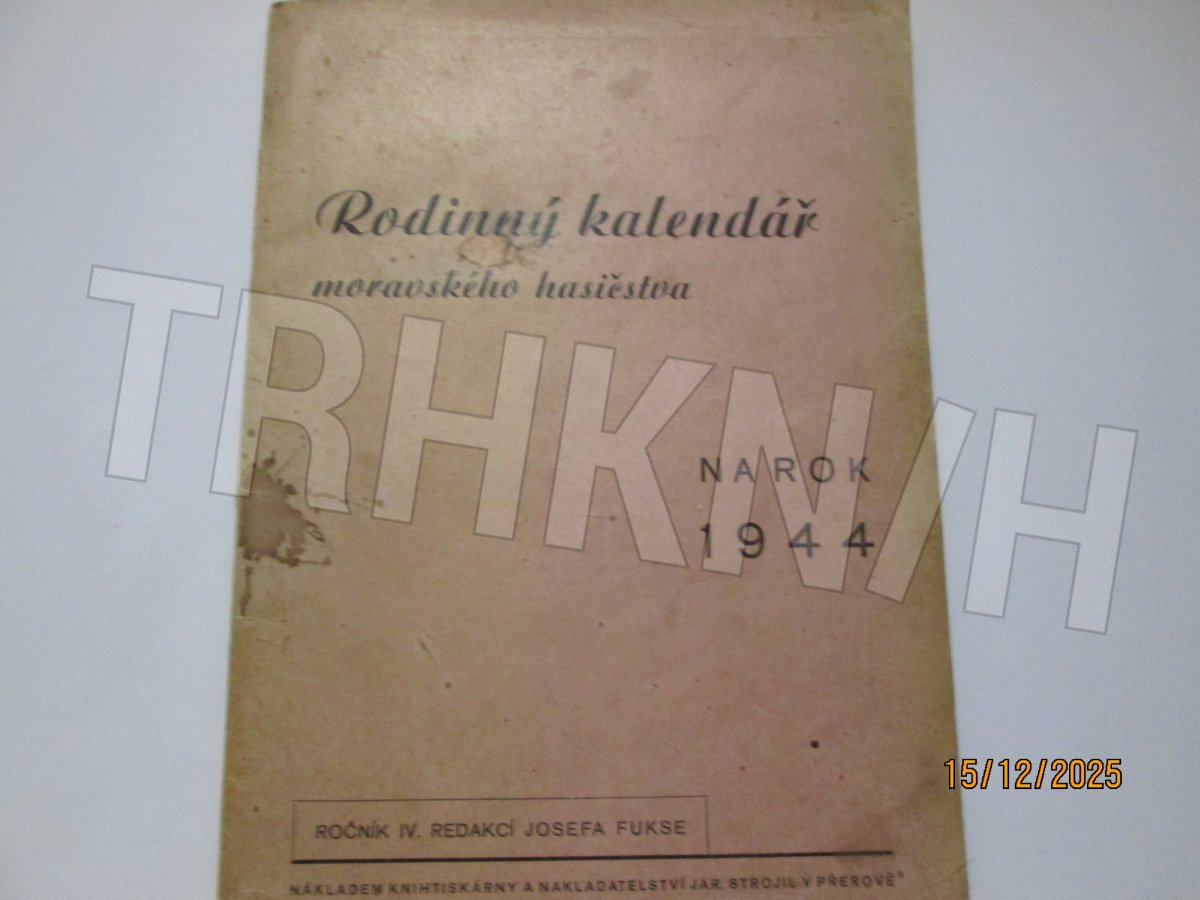 Rodinný kalendář
moravského hasičstva
TRHKNIH
NA ROK
1944
15/12/2025
ROČNÍK IV. REDAKCÍ JOSEFA FUKSE
NÁKLADEM KNIHTISKÁRNY A NAKLADATELSTVÍ JAR. STROJIL V PŘEROVĚ